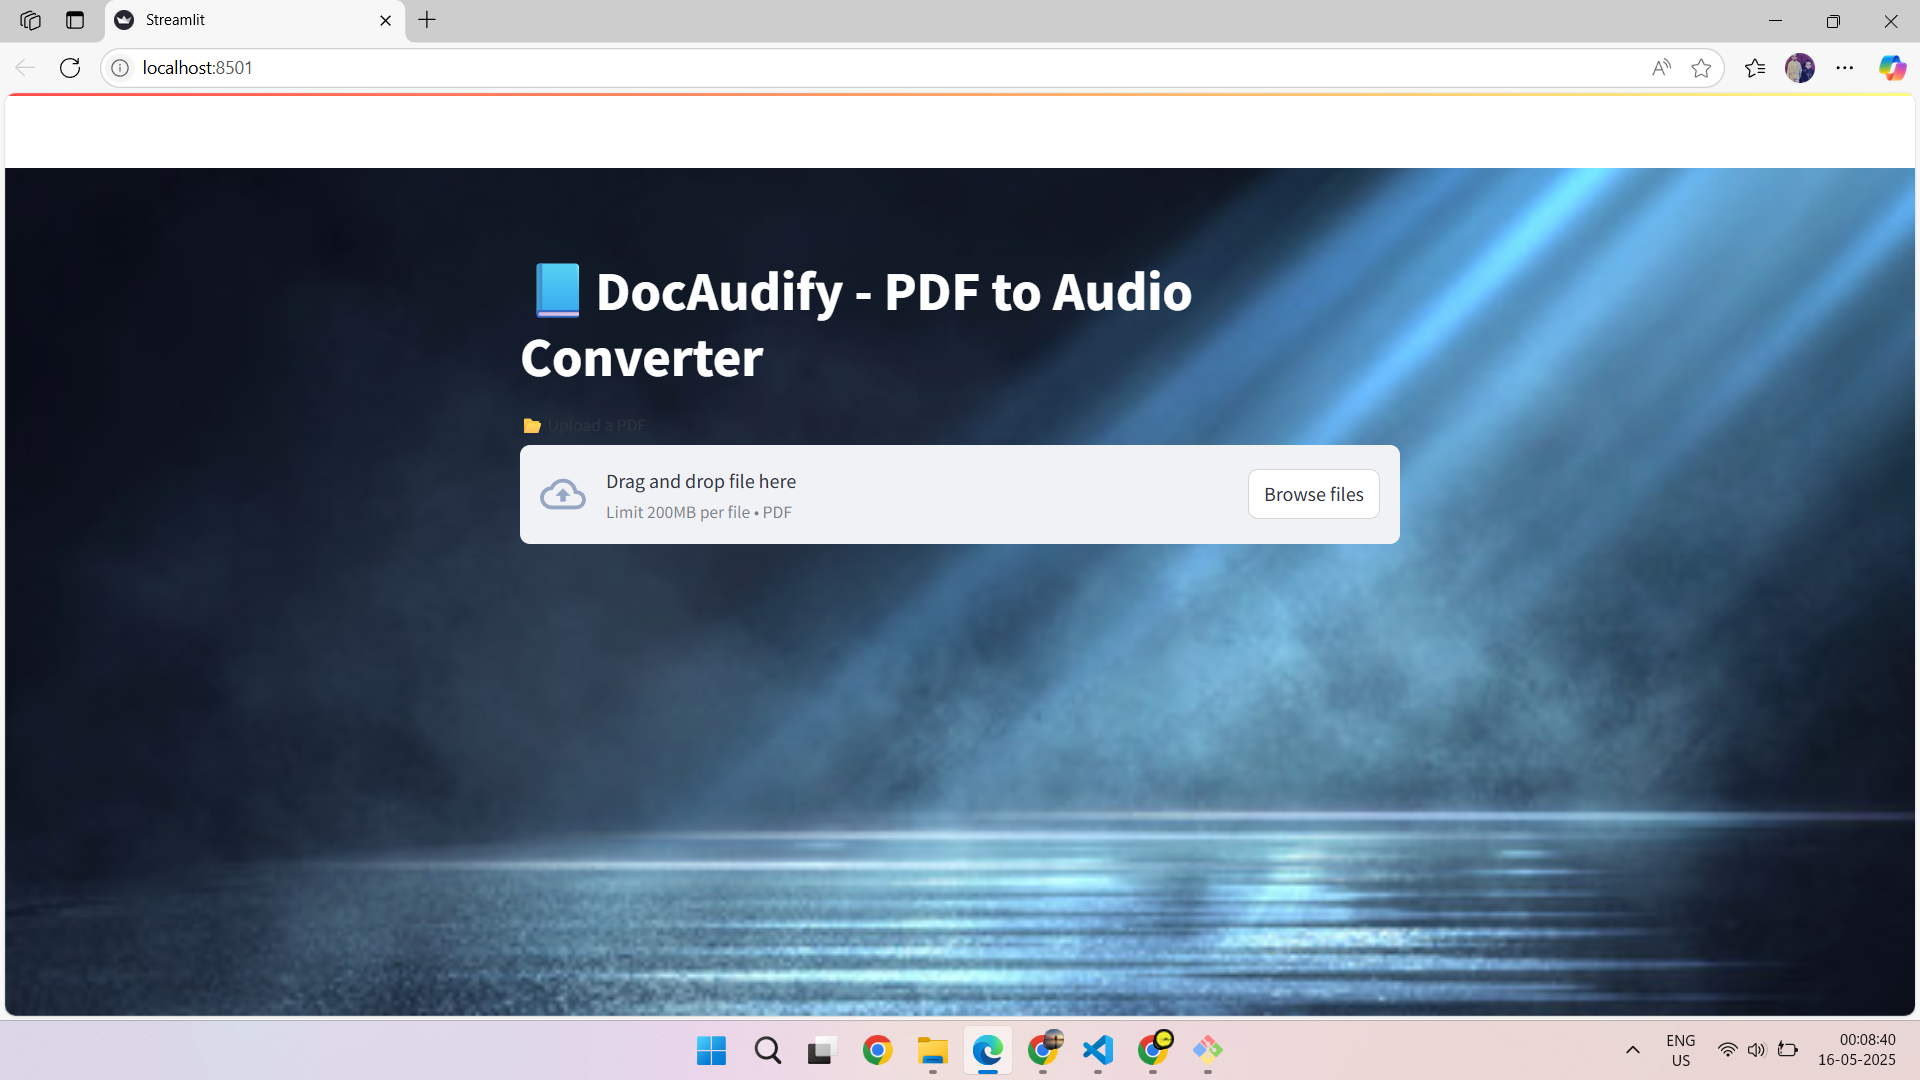 Streamlit
localhost:8501
DocAudify - PDF to Audio
Converter
Upload a PDF
Drag and drop file here
Limit 200MB per file • PDF
Browse files
ENG
US
00:08:40
16-05-2025